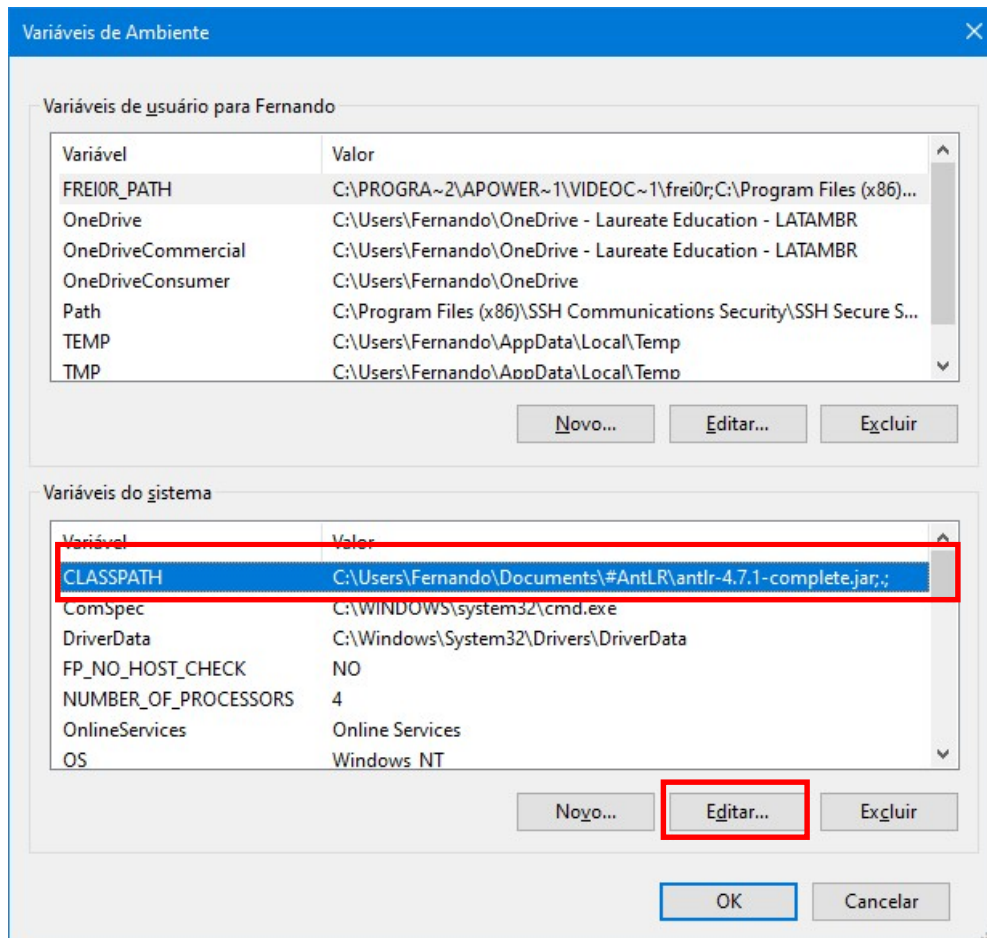 Variáveis de Ambiente
Variáveis de usuário para Fernando
Variável Valor
FREI0R_PATH C:\PROGRA~2\APOWER~1\VIDEOC~1\frei0r;C:\Program Files (x86)...
OneDrive C:\Users\Fernando\OneDrive - Laureate Education - LATAMBR
OneDriveCommercial C:\Users\Fernando\OneDrive - Laureate Education - LATAMBR
OneDriveConsumer C:\Users\Fernando\OneDrive
Path C:\Program Files (x86)\SSH Communications Security\SSH Secure S...
TEMP C:\Users\Fernando\AppData\Local\Temp
TMP C:\Users\Fernando\AppData\Local\Temp
Novo... Editar... Excluir
Variáveis do sistema
Variável Valor
CLASSPATH C:\Users\Fernando\Documents\#AntLR\antlr-4.7.1-complete.jar;.;
ComSpec C:\WINDOWS\system32\cmd.exe
DriverData C:\Windows\System32\Drivers\DriverData
FP_NO_HOST_CHECK NO
NUMBER_OF_PROCESSORS 4
OnlineServices Online Services
OS Windows_NT
Novo... Editar... Excluir
OK Cancelar